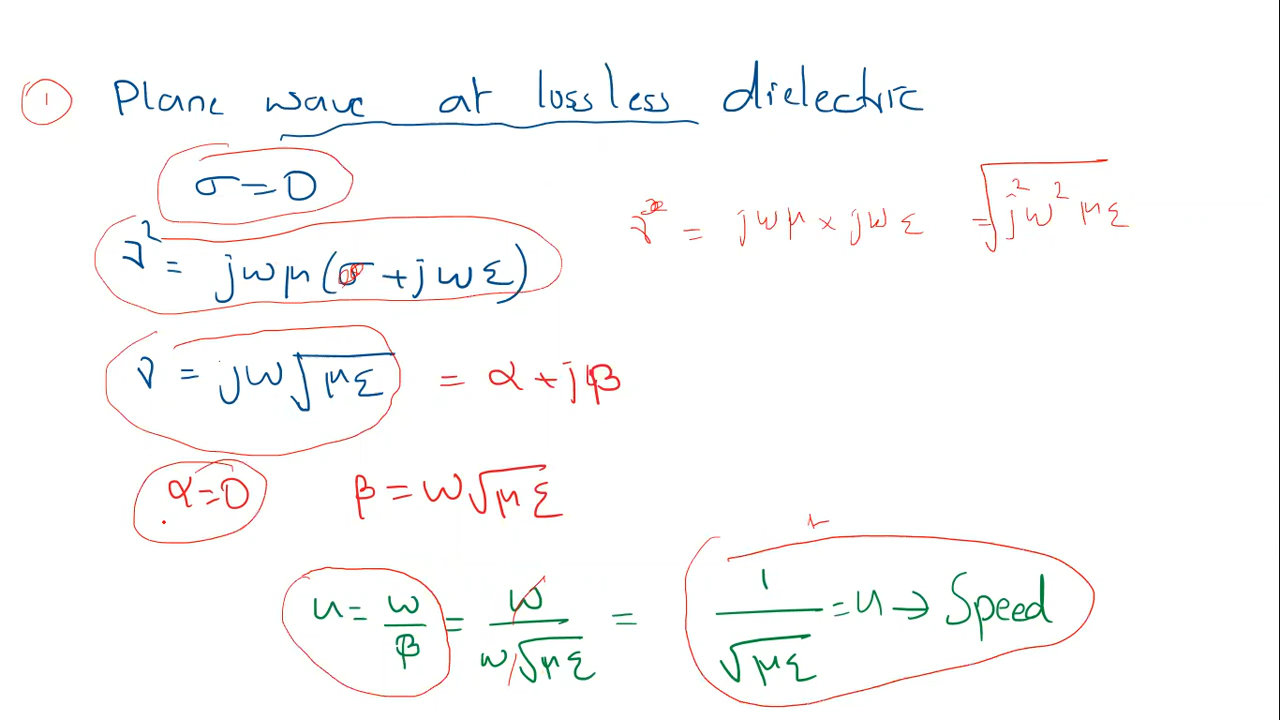 1 Plane wave at lossless dielectric
σ = 0
γ² = jωμ(σ + jωε)
γ² = jωμ × jωε = √(j²ω²με)
γ = jω√(με) = α + jβ
α = 0 β = ω√(με)
u = ω/β = ω/(ω√(με)) = 1/√(με) = u → Speed